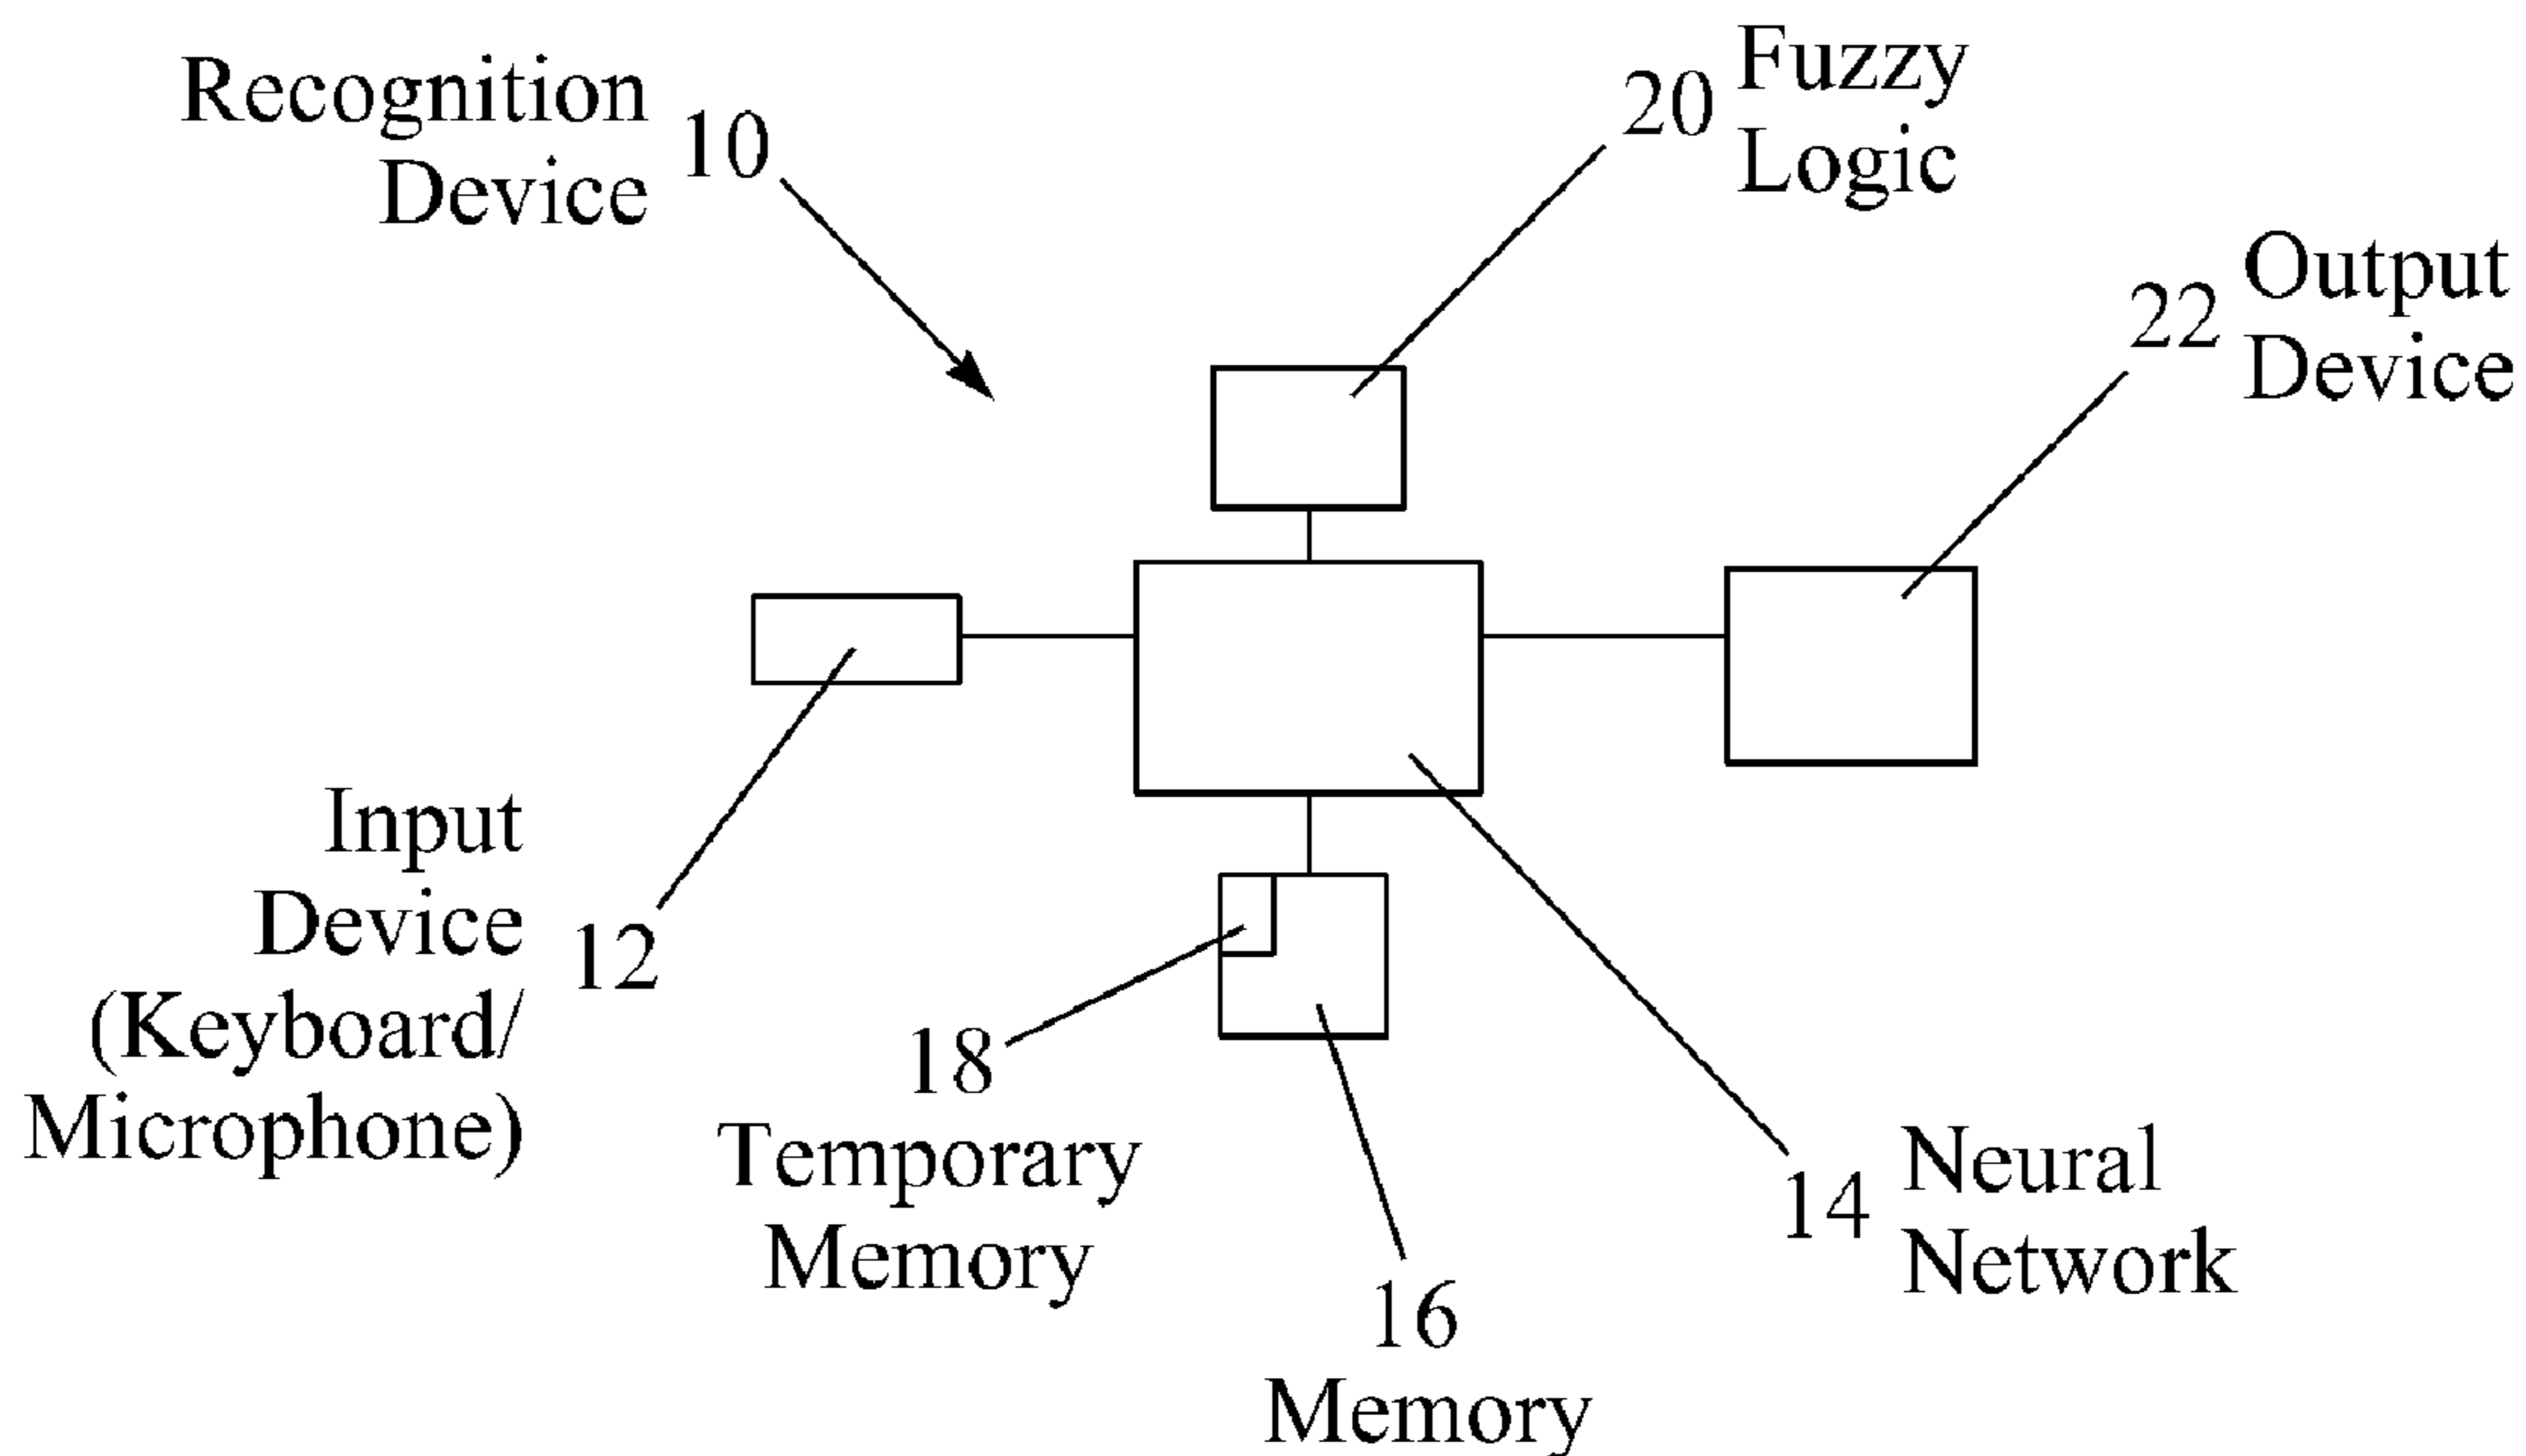 Recognition
Device
10
20
Fuzzy
Logic
22
Output
Device
Input
Device
(Keyboard/
Microphone)
12
18
Temporary
Memory
16
Memory
14
Neural
Network